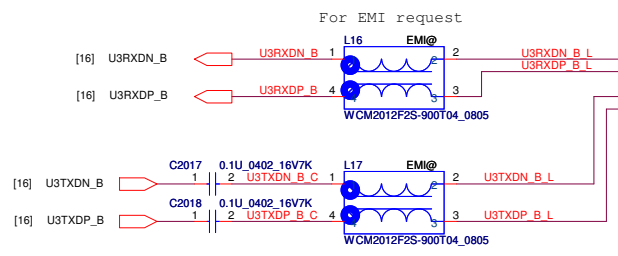 For EMI request
L16 EMI@
[16] U3RXDN_B U3RXDN_B 1 2 U3RXDN_B_L
U3RXDP_B_L
[16] U3RXDP_B U3RXDP_B 4 3
WCM2012F2S-900T04_0805
C2017 0.1U_0402_16V7K L17 EMI@
[16] U3TXDN_B 1 2 U3TXDN_B_C 1 2 U3TXDN_B_L
C2018 0.1U_0402_16V7K
[16] U3TXDP_B 1 2 U3TXDP_B_C 4 3 U3TXDP_B_L
WCM2012F2S-900T04_0805